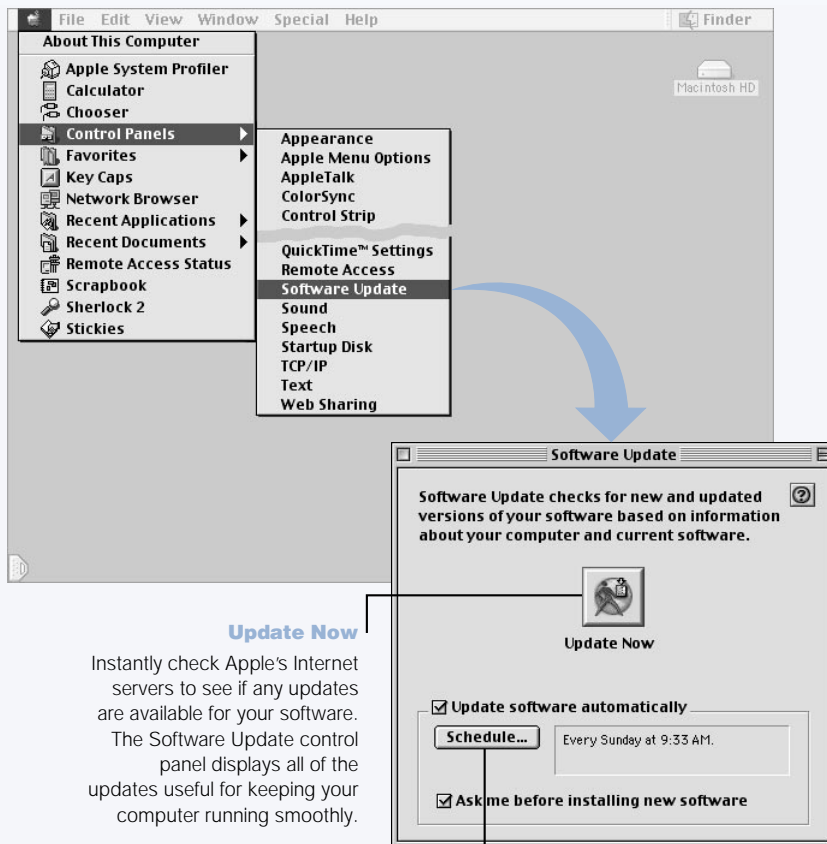 File Edit View Window Special Help
Finder
About This Computer
Apple System Profiler
Calculator
Chooser
Control Panels
Favorites
Key Caps
Network Browser
Recent Applications
Recent Documents
Remote Access Status
Scrapbook
Sherlock 2
Stickies
Macintosh HD
Appearance
Apple Menu Options
AppleTalk
ColorSync
Control Strip
QuickTime™ Settings
Remote Access
Software Update
Sound
Speech
Startup Disk
TCP/IP
Text
Web Sharing
Software Update
Software Update checks for new and updated
versions of your software based on information
about your computer and current software.
?
Update Now
Update software automatically
Schedule...
Every Sunday at 9:33 AM.
Ask me before installing new software
Update Now
Instantly check Apple's Internet
servers to see if any updates
are available for your software.
The Software Update control
panel displays all of the
updates useful for keeping your
computer running smoothly.